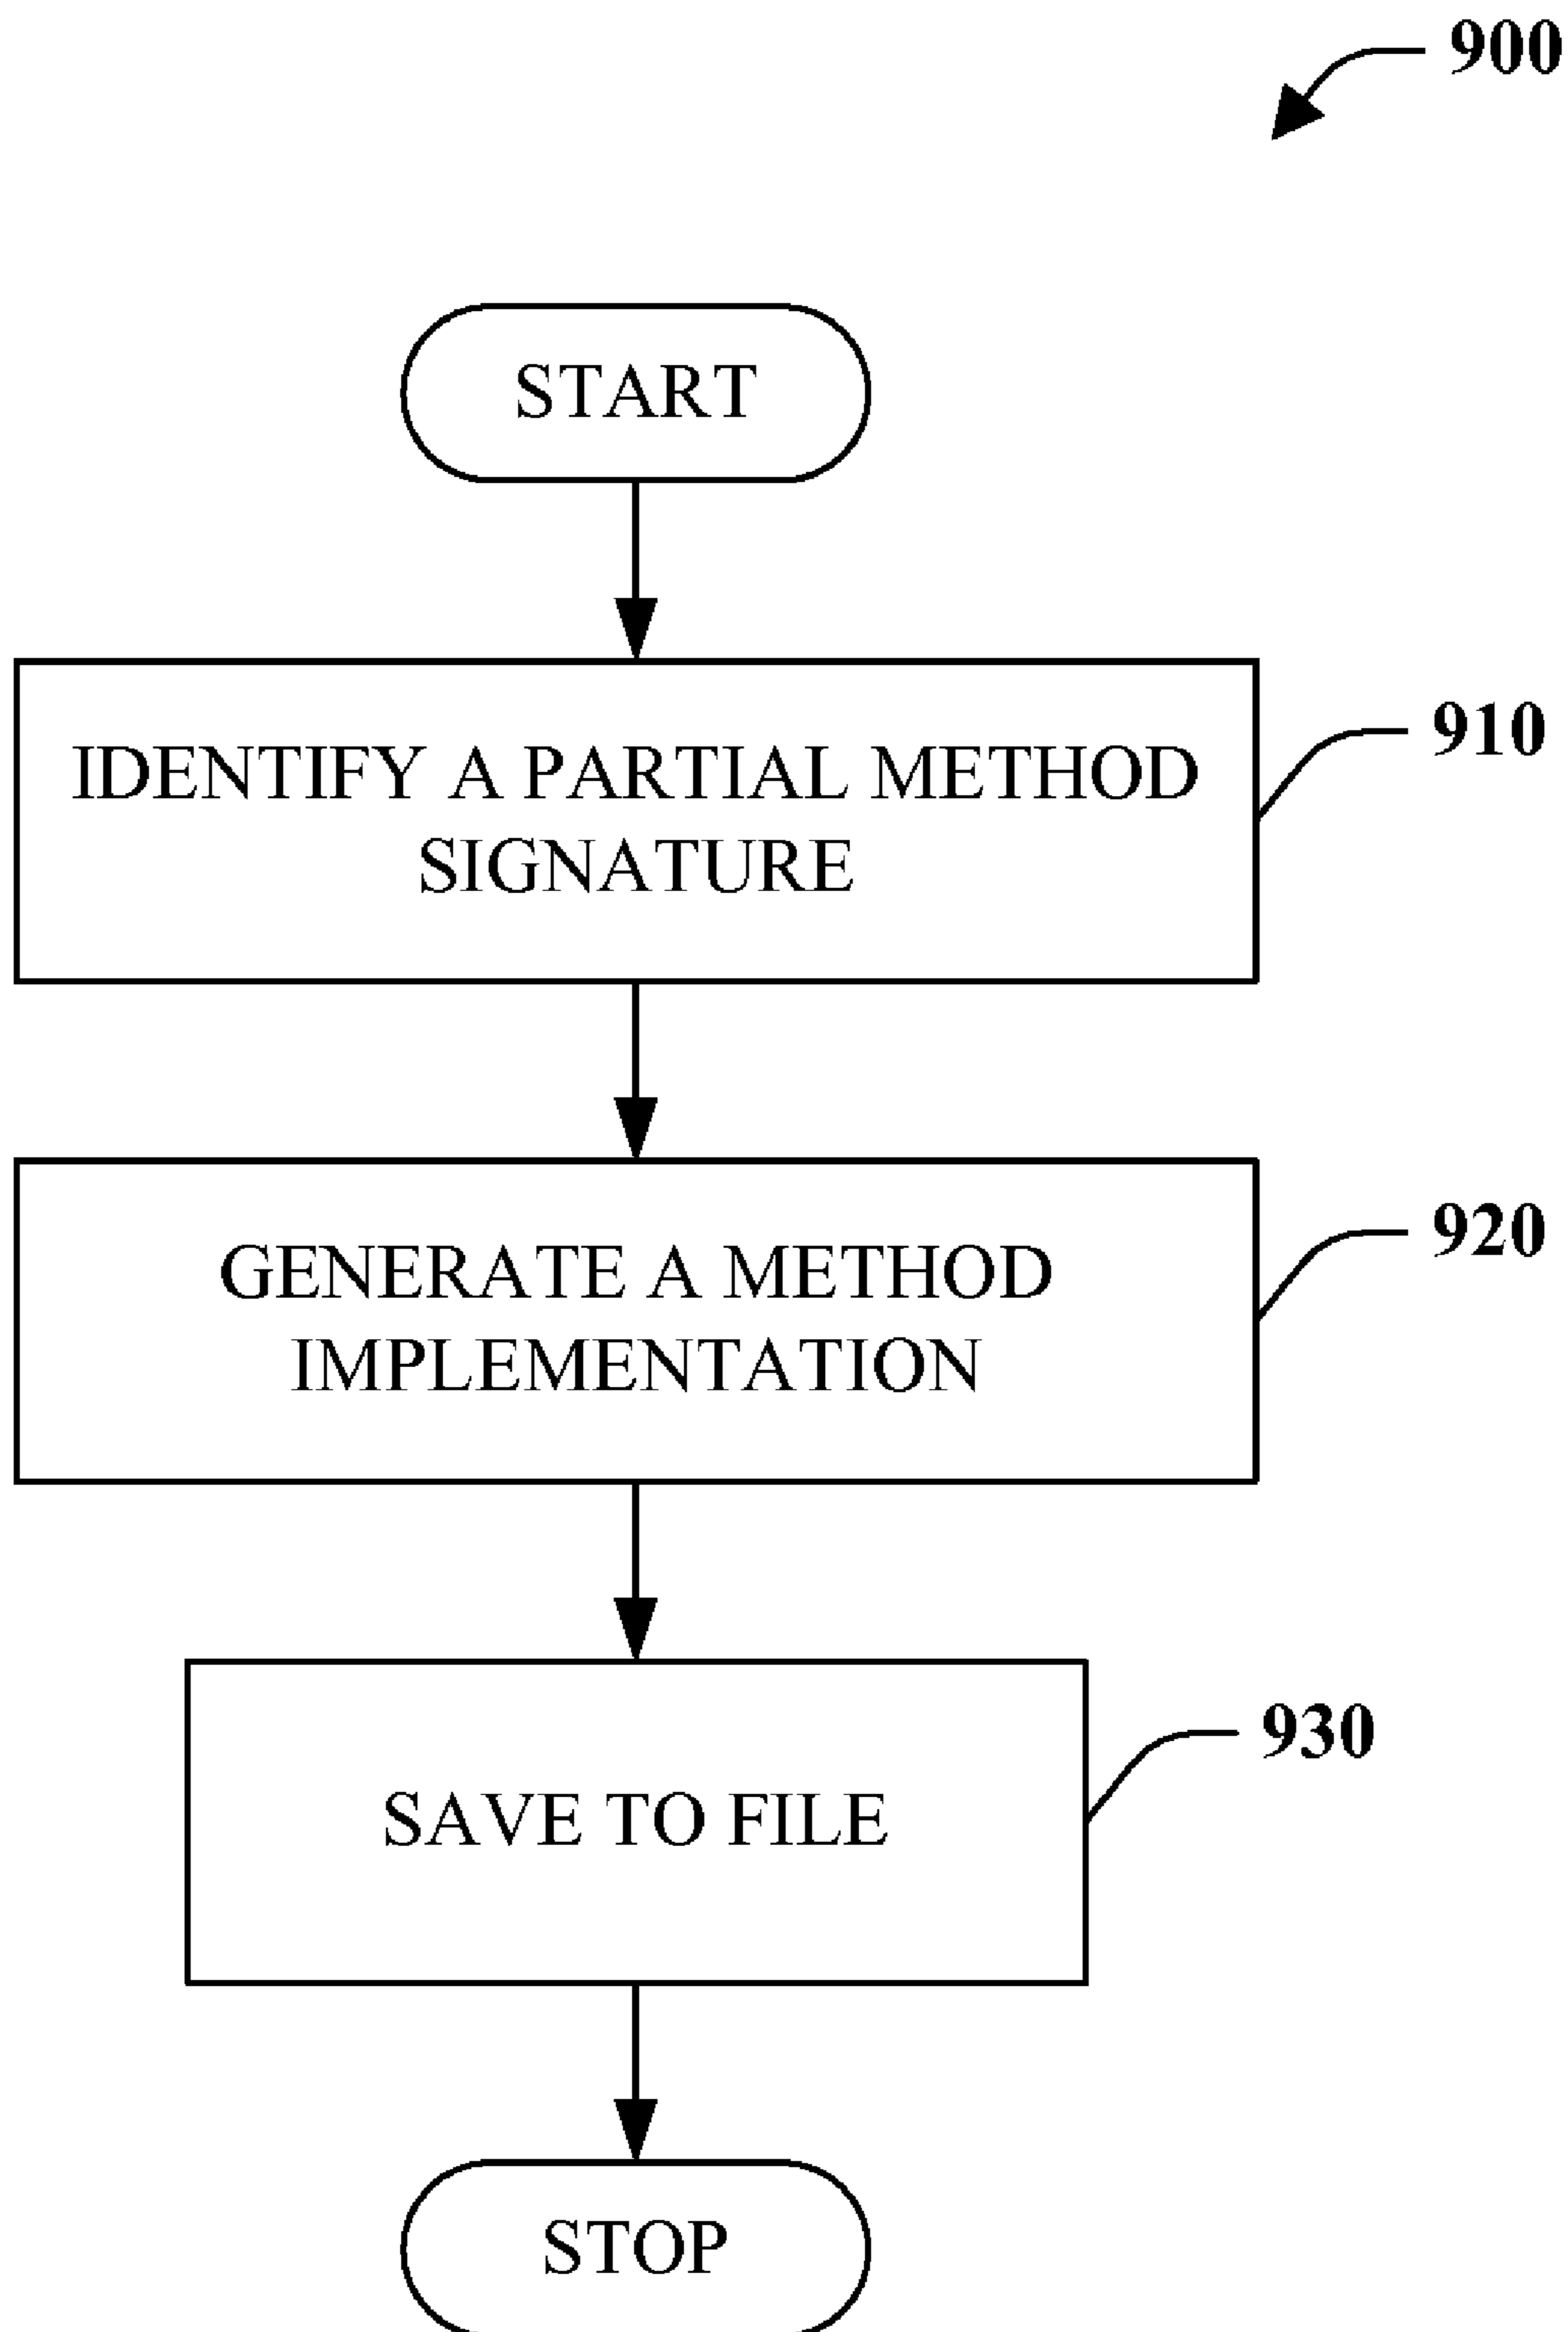 900
START
IDENTIFY A PARTIAL METHOD
SIGNATURE
910
GENERATE A METHOD
IMPLEMENTATION
920
SAVE TO FILE
930
STOP